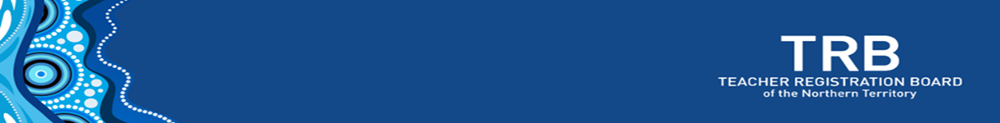 TRB
TEACHER REGISTRATION BOARD
of the Northern Territory